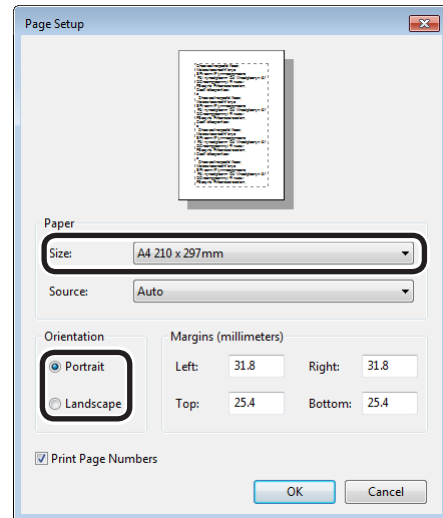 Page Setup
Paper
Size: A4 210 x 297mm
Source: Auto
Orientation Margins (millimeters)
Portrait Left: 31.8 Right: 31.8
Landscape Top: 25.4 Bottom: 25.4
Print Page Numbers
OK Cancel